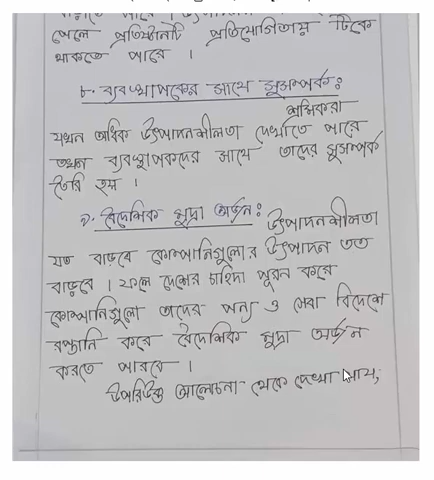 পেলে প্রতিষ্ঠানটি প্রতিযোগিতায় টিকে
থাকতে পারে ।
৮. ব্যবস্থাপকের সাথে সুসম্পর্ক:
শ্রমিকরা
যখন অধিক উৎপাদনশীলতা দেখাতে পারে
তখন ব্যবস্থাপকদের সাথে তাদের সুসম্পর্ক
তৈরি হয় ।
৯. বৈদেশিক মুদ্রা অর্জন: উৎপাদনশীলতা
যত বাড়বে কোম্পানিগুলোর উৎপাদন তত
বাড়বে । ফলে দেশের চাহিদা পূরন করে
কোম্পানিগুলো তাদের পন্য ও সেবা বিদেশে
রপ্তানি করে বৈদেশিক মুদ্রা অর্জন
করতে পারবে ।
উপরিউক্ত আলোচনা থেকে দেখা যায়,